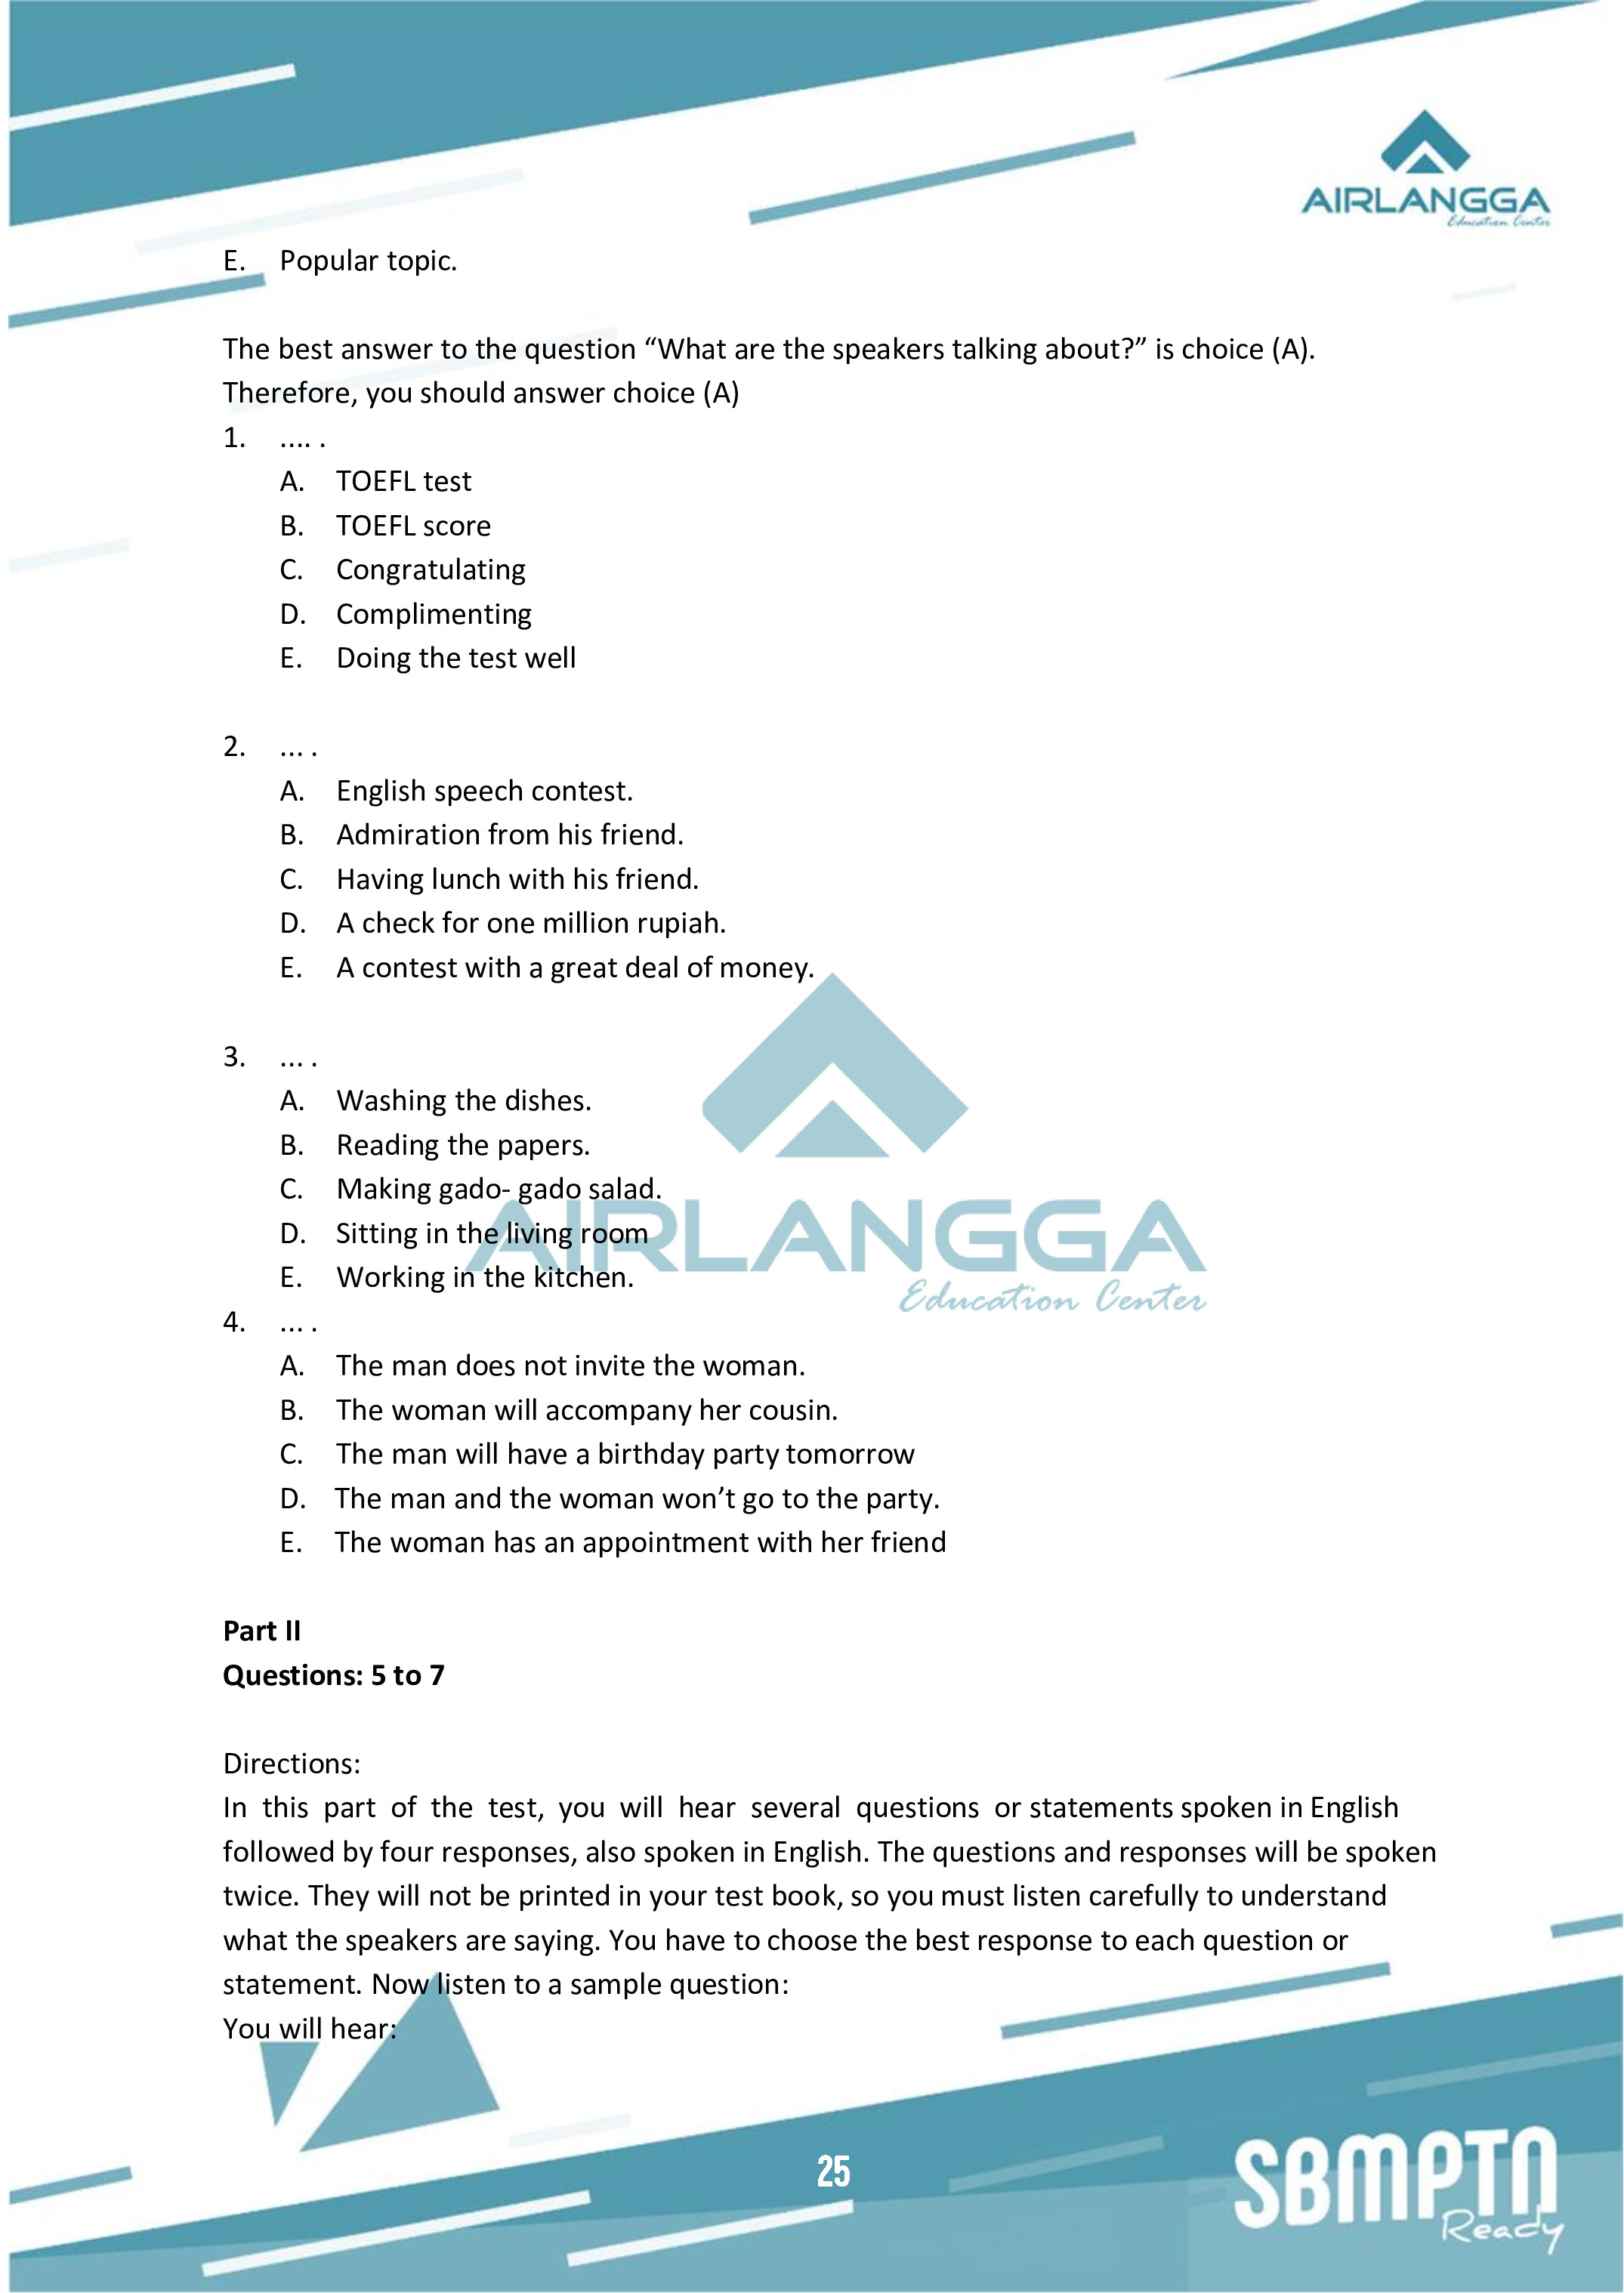 AIRLANGGA
Education Center
E. Popular topic.
The best answer to the question “What are the speakers talking about?” is choice (A).
Therefore, you should answer choice (A)
1. .... .
A. TOEFL test
B. TOEFL score
C. Congratulating
D. Complimenting
E. Doing the test well
2. ... .
A. English speech contest.
B. Admiration from his friend.
C. Having lunch with his friend.
D. A check for one million rupiah.
E. A contest with a great deal of money.
3. ... .
A. Washing the dishes.
B. Reading the papers.
C. Making gado- gado salad.
D. Sitting in the living room
E. Working in the kitchen.
AIRLANGGA
Education Center
4. ... .
A. The man does not invite the woman.
B. The woman will accompany her cousin.
C. The man will have a birthday party tomorrow
D. The man and the woman won’t go to the party.
E. The woman has an appointment with her friend
Part II
Questions: 5 to 7
Directions:
In this part of the test, you will hear several questions or statements spoken in English
followed by four responses, also spoken in English. The questions and responses will be spoken
twice. They will not be printed in your test book, so you must listen carefully to understand
what the speakers are saying. You have to choose the best response to each question or
statement. Now listen to a sample question:
You will hear:
25
SBMPTN
Ready